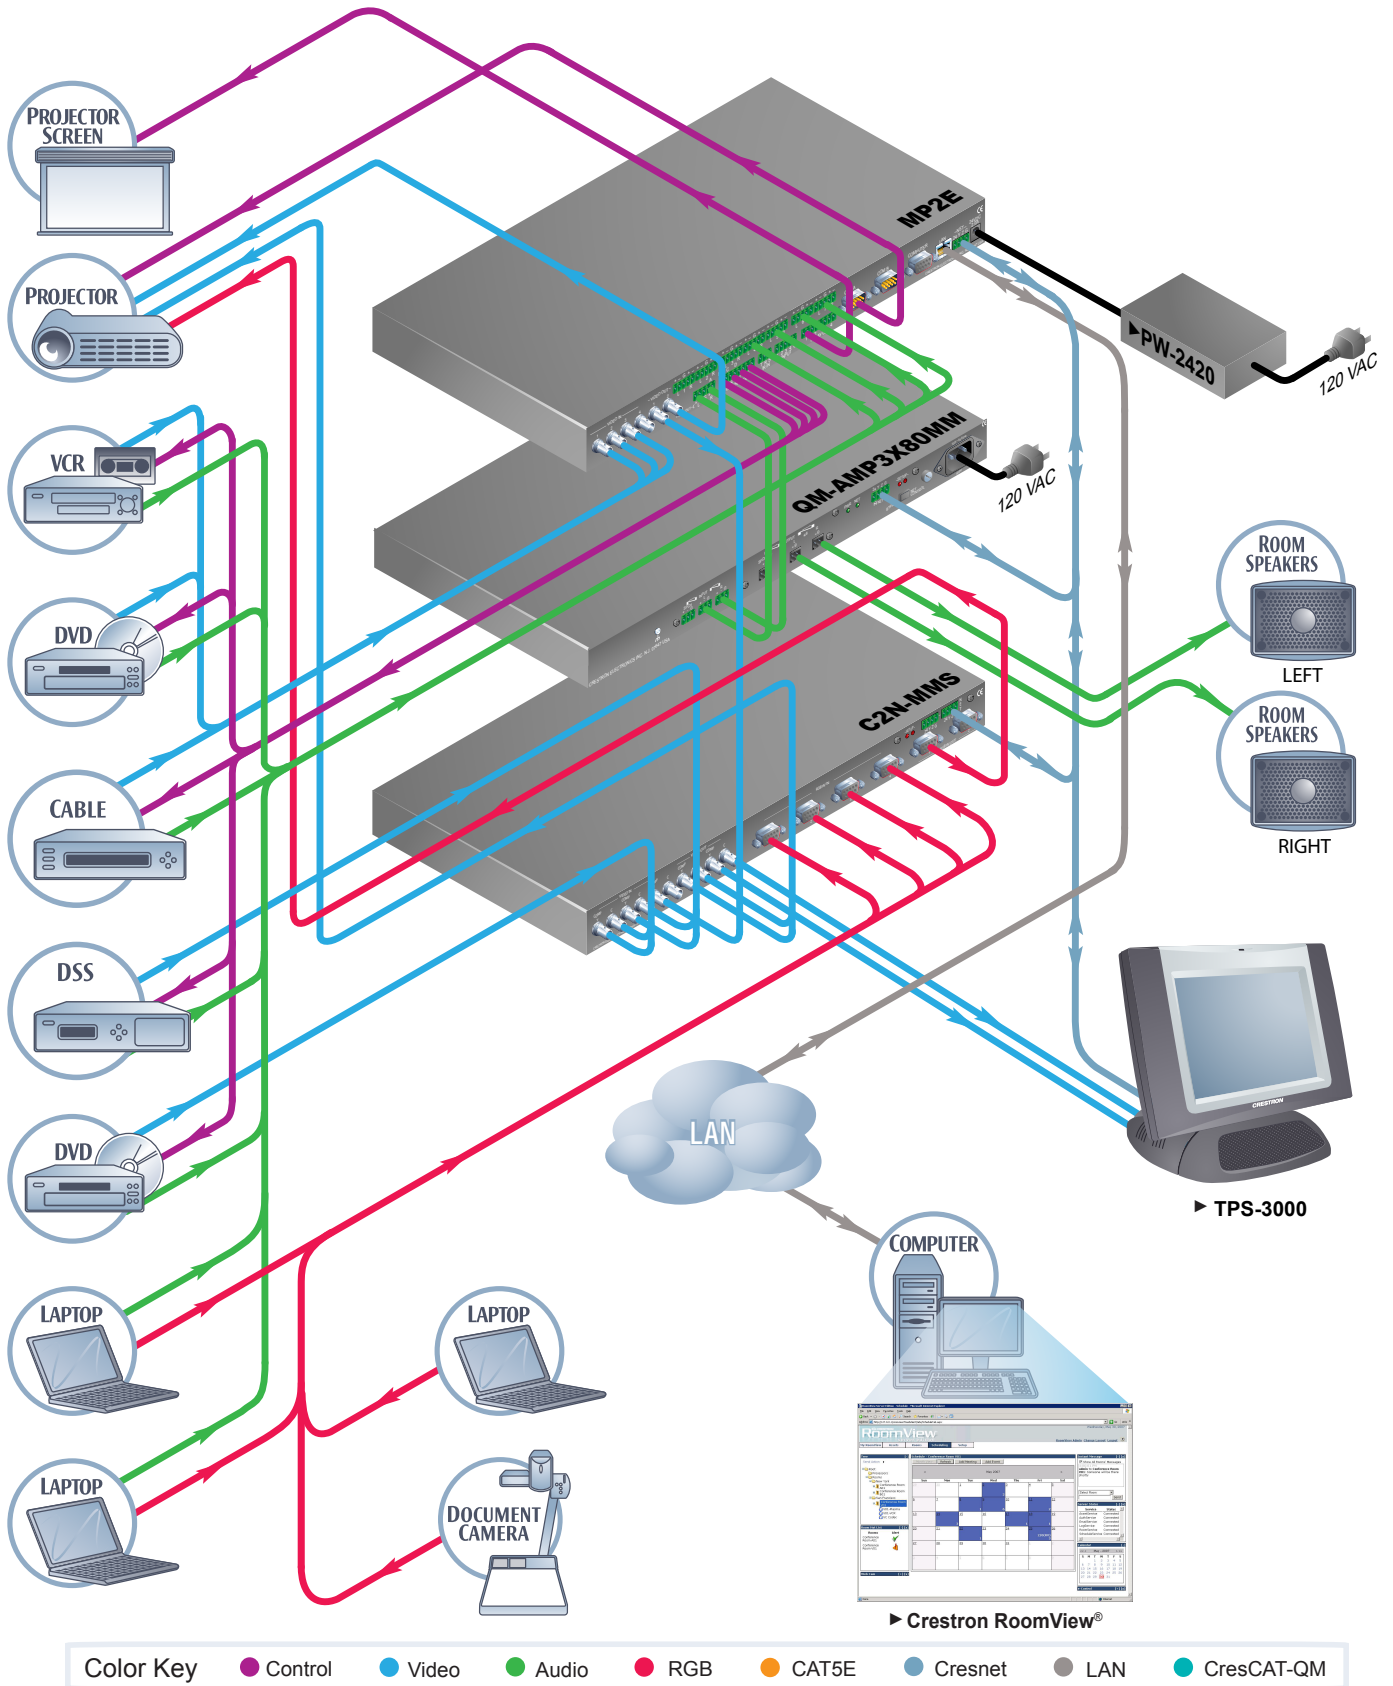 PROJECTOR
SCREEN
PROJECTOR
VCR
DVD
CABLE
DSS
DVD
LAPTOP
LAPTOP
LAPTOP
DOCUMENT
CAMERA
MP2E
►PW-2420
120 VAC
QM-AMP3X80MM
120 VAC
C2N-MMS
ROOM
SPEAKERS
LEFT
ROOM
SPEAKERS
RIGHT
LAN
CRESTRON
► TPS-3000
COMPUTER
RoomView
► Crestron RoomView®
Color Key
Control
Video
Audio
RGB
CAT5E
Cresnet
LAN
CresCAT-QM